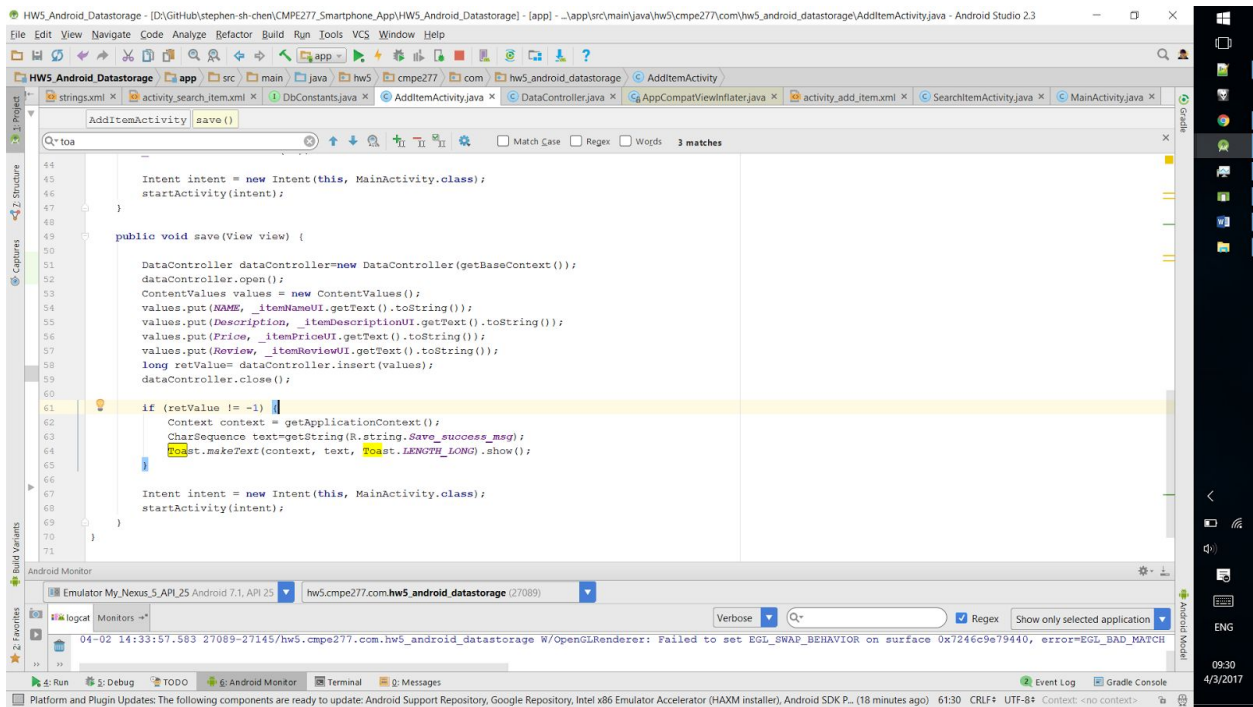 HW5_Android_Datastorage - [D:\GitHub\stephen-sh-chen\CMPE277_Smartphone_App\HW5_Android_Datastorage] - [app] - ...\app\src\main\java\hw5\cmpe277\com\hw5_android_datastorage\AddItemActivity.java - Android Studio 2.3
File Edit View Navigate Code Analyze Refactor Build Run Tools VCS Window Help
app
HW5_Android_Datastorage app src main java hw5 cmpe277 com hw5_android_datastorage AddItemActivity
strings.xml × activity_search_item.xml × DbConstants.java × AddItemActivity.java × DataController.java × AppCompatViewInflater.java × activity_add_item.xml × SearchItemActivity.java × MainActivity.java ×
AddItemActivity save()
toa Match Case Regex Words 3 matches
44
45 Intent intent = new Intent(this, MainActivity.class);
46 startActivity(intent);
47 }
48
49 public void save(View view) {
50
51 DataController dataController=new DataController(getBaseContext());
52 dataController.open();
53 ContentValues values = new ContentValues();
54 values.put(NAME, _itemNameUI.getText().toString());
55 values.put(Description, _itemDescriptionUI.getText().toString());
56 values.put(Price, _itemPriceUI.getText().toString());
57 values.put(Review, _itemReviewUI.getText().toString());
58 long retValue= dataController.insert(values);
59 dataController.close();
60
61 if (retValue != -1) {
62 Context context = getApplicationContext();
63 CharSequence text=getString(R.string.Save_success_msg);
64 Toast.makeText(context, text, Toast.LENGTH_LONG).show();
65 }
66
67 Intent intent = new Intent(this, MainActivity.class);
68 startActivity(intent);
69 }
70 }
71
1: Project
7: Structure
Captures
Build Variants
2: Favorites
Gradle
Android Model
Android Monitor
Emulator My_Nexus_5_API_25 Android 7.1, API 25 hw5.cmpe277.com.hw5_android_datastorage (27089)
logcat Monitors Verbose Regex Show only selected application
04-02 14:33:57.583 27089-27145/hw5.cmpe277.com.hw5_android_datastorage W/OpenGLRenderer: Failed to set EGL_SWAP_BEHAVIOR on surface 0x7246c9e79440, error=EGL_BAD_MATCH
4: Run 5: Debug TODO 6: Android Monitor Terminal 0: Messages 2 Event Log Gradle Console
Platform and Plugin Updates: The following components are ready to update: Android Support Repository, Google Repository, Intel x86 Emulator Accelerator (HAXM installer), Android SDK P... (18 minutes ago) 61:30 CRLF UTF-8 Context: <no context>
ENG
09:30
4/3/2017